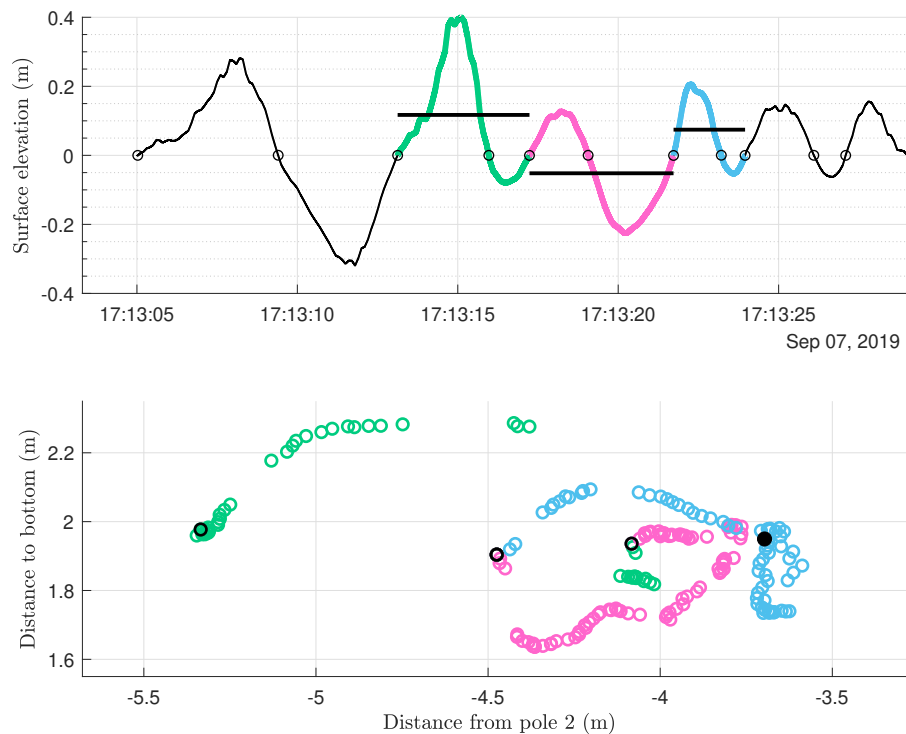 Surface elevation (m)
0.4
0.2
0
-0.2
-0.4
17:13:05 17:13:10 17:13:15 17:13:20 17:13:25
Sep 07, 2019
Distance to bottom (m)
2.2
2
1.8
1.6
-5.5 -5 -4.5 -4 -3.5
Distance from pole 2 (m)